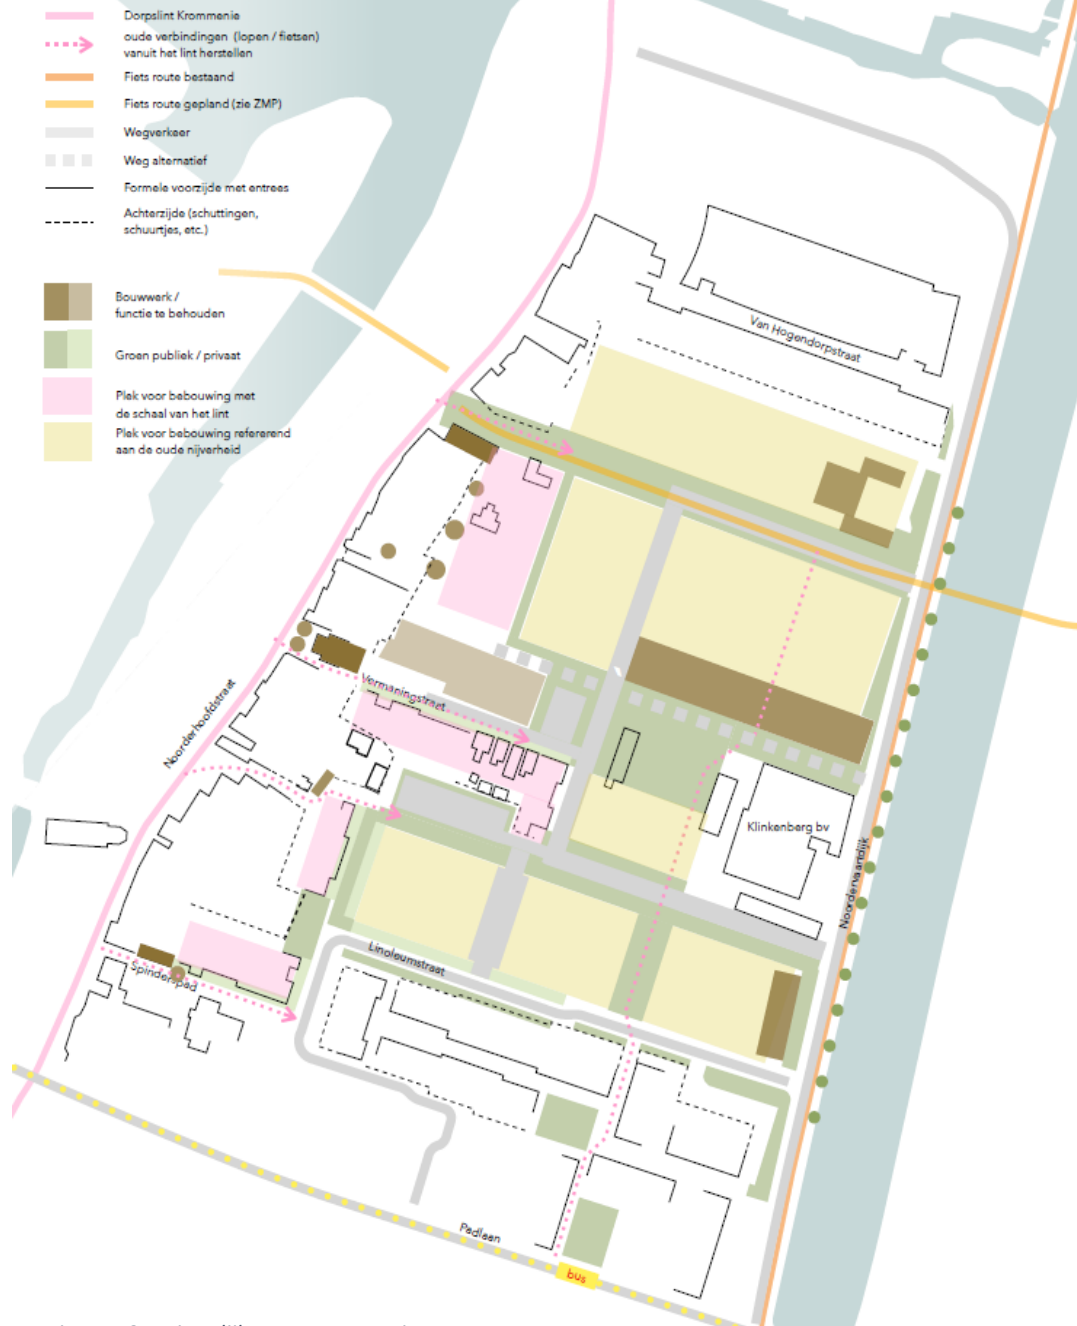 Dorpslint Krommenie
oude verbindingen (lopen / fietsen)
vanuit het lint herstellen
Fiets route bestaand
Fiets route gepland (zie ZMP)
Wegverkeer
Weg alternatief
Formele voorzijde met entrees
Achterzijde (schuttingen,
schuurtjes, etc.)
Bouwwerk /
functie te behouden
Groen publiek / privaat
Plek voor bebouwing met
de schaal van het lint
Plek voor bebouwing refererend
aan de oude nijverheid
Van Hogendorpstraat
Vermaningstraat
Noorderhoofdstraat
Klinkenberg bv
Noordervaartdijk
Linoleumstraat
Spinderspad
Padlaan
bus